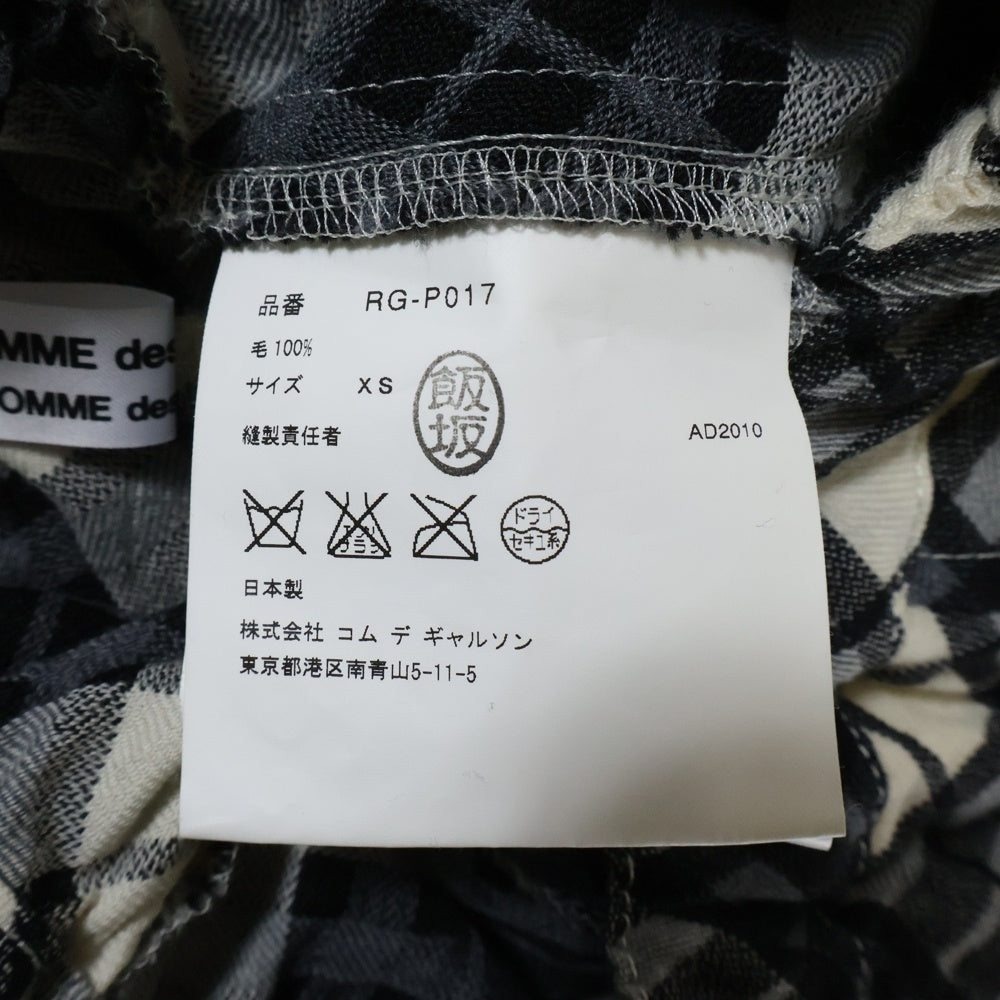 品番 RG-P017
毛 100%
サイズ XS
飯坂
縫製責任者
AD2010
ドライ
セキユ系
日本製
株式会社 コム デ ギャルソン
東京都港区南青山5-11-5
MME des
OMME des